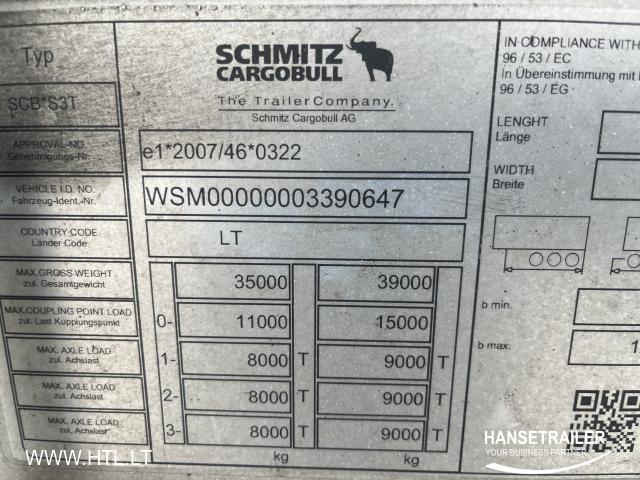 Typ
SCHMITZ
CARGOBULL
The TrailerCompany.
Schmitz Cargobull AG
SCB*S3T
APPROVAL-NO.
Genehmigungs-Nr.
e1*2007/46*0322
VEHICLE I.D. NO.
Fahrzeug-Ident.-Nr.
WSM00000003390647
COUNTRY CODE
Länder Code
LT
MAX.GROSS WEIGHT
zul. Gesamtgewicht
35000 39000
MAX.COUPLING POINT LOAD
zul. Last Kupplungspunkt
0- 11000 15000
MAX. AXLE LOAD
zul. Achslast
1- 8000 T 9000 T
MAX. AXLE LOAD
zul. Achslast
2- 8000 T 9000 T
MAX. AXLE LOAD
zul. Achslast
3- 8000 T 9000 T
kg kg
IN COMPLIANCE WITH
96 / 53 / EC
In Übereinstimmung mit
96 / 53 / EG
LENGHT
Länge
WIDTH
Breite
b min.
b max.
WWW.HTL.LT
HANSETRAILER
YOUR BUSINESS PARTNER